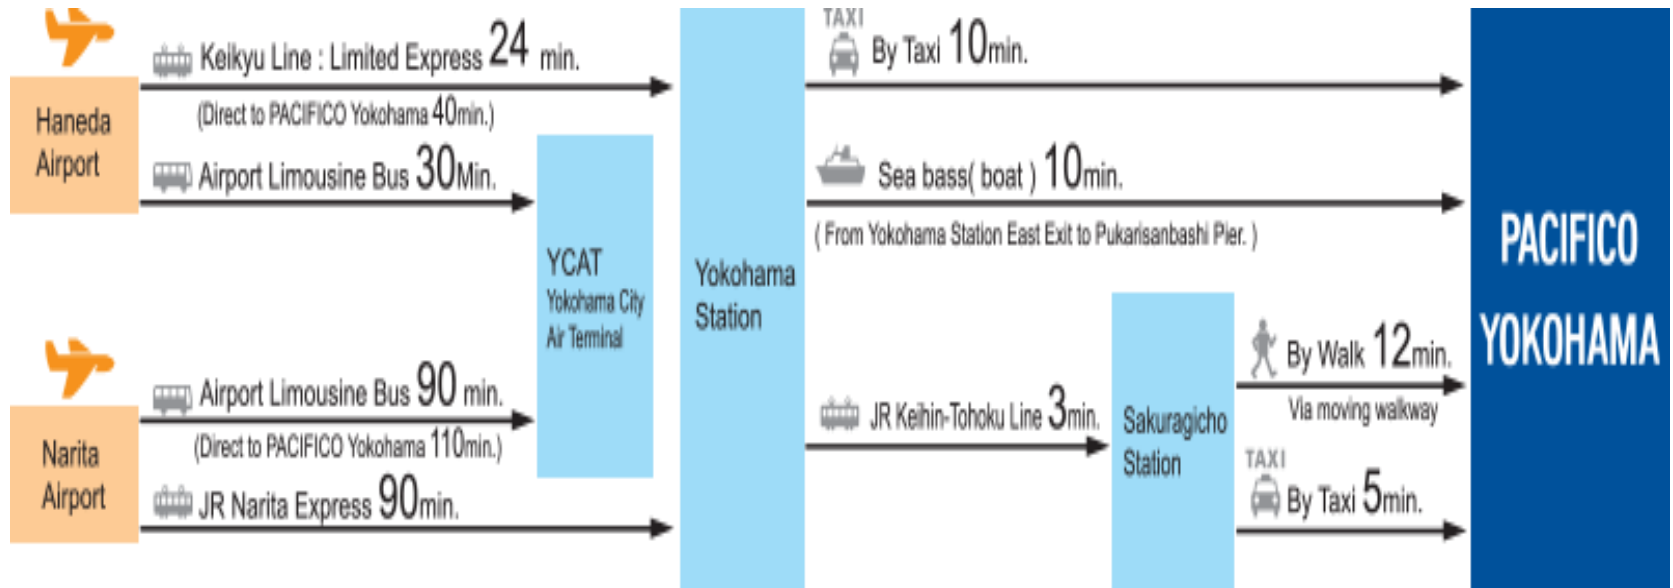 Haneda
Airport
Keikyu Line : Limited Express 24 min.
(Direct to PACIFICO Yokohama 40min.)
Airport Limousine Bus 30Min.
Narita
Airport
Airport Limousine Bus 90 min.
(Direct to PACIFICO Yokohama 110min.)
JR Narita Express 90min.
YCAT
Yokohama City
Air Terminal
Yokohama
Station
TAXI
By Taxi 10min.
Sea bass( boat ) 10min.
( From Yokohama Station East Exit to Pukarisanbashi Pier. )
JR Keihin-Tohoku Line 3min.
Sakuragicho
Station
By Walk 12min.
Via moving walkway
TAXI
By Taxi 5min.
PACIFICO
YOKOHAMA